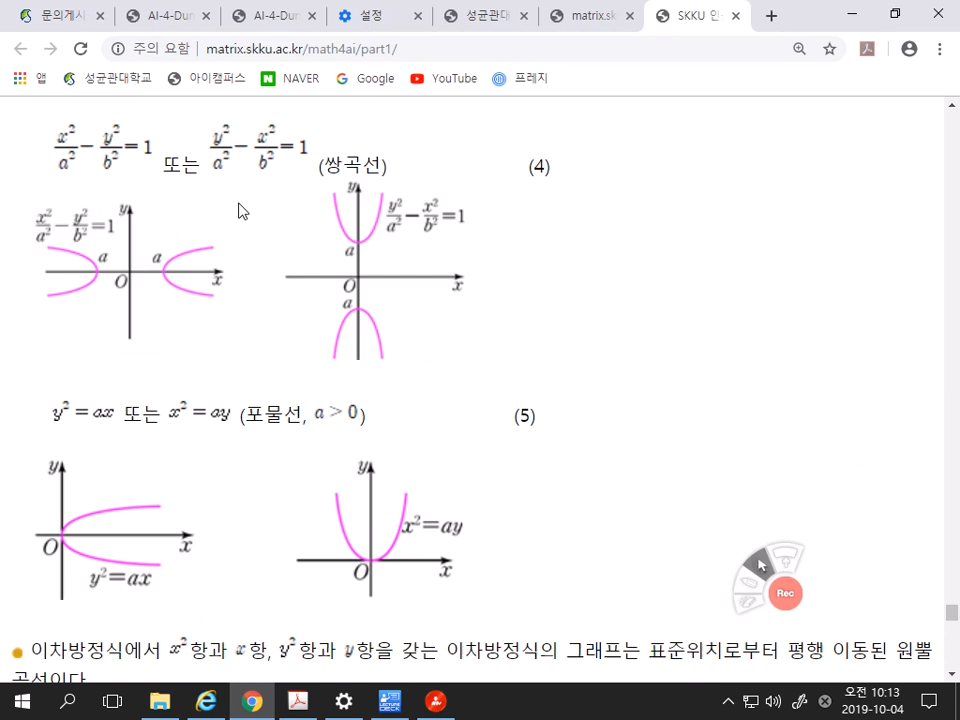 문의게시 AI-4-Dur AI-4-Dur 설정 성균관대 matrix.sk SKKU 인
주의 요함 | matrix.skku.ac.kr/math4ai/part1/
앱 성균관대학교 아이캠퍼스 NAVER Google YouTube 프레지
x²/a² − y²/b² = 1 또는 y²/a² − x²/b² = 1 (쌍곡선) (4)
x²/a² − y²/b² = 1 y a a O x
y y²/a² − x²/b² = 1 a O x a
y² = ax 또는 x² = ay (포물선, a > 0) (5)
y O x y² = ax
y x² = ay O x
Rec
이차방정식에서 x²항과 x항, y²항과 y항을 갖는 이차방정식의 그래프는 표준위치로부터 평행 이동된 원뿔
곡선이다
오전 10:13
2019-10-04